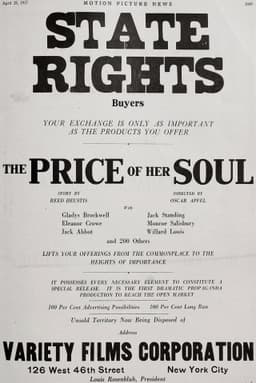 April 28, 1917
MOTION PICTURE NEWS
STATE
RIGHTS
Buyers
YOUR EXCHANGE IS ONLY AS IMPORTANT
AS THE PRODUCTS YOU OFFER
THE PRICE OF HER SOUL
STORY BY
REED HEUSTIS
DIRECTED BY
OSCAR APFEL
With
Gladys Brockwell
Eleanor Crowe
Jack Abbot
Jack Standing
Monroe Salisbury
Willard Louis
and 200 Others
LIFTS YOUR OFFERINGS FROM THE COMMONPLACE TO THE
HEIGHTS OF IMPORTANCE
IT POSSESSES EVERY NECESSARY ELEMENT TO CONSTITUTE A
SPECIAL RELEASE. IT IS THE FIRST DRAMATIC PROPAGANDA
PRODUCTION TO REACH THE OPEN MARKET
100 Per Cent Advertising Possibilities
100 Per Cent Long Run
Unsold Territory Now Being Disposed of
Address
VARIETY FILMS CORPORATION
126 West 46th Street
New York City
Louis Rosenbluh, President